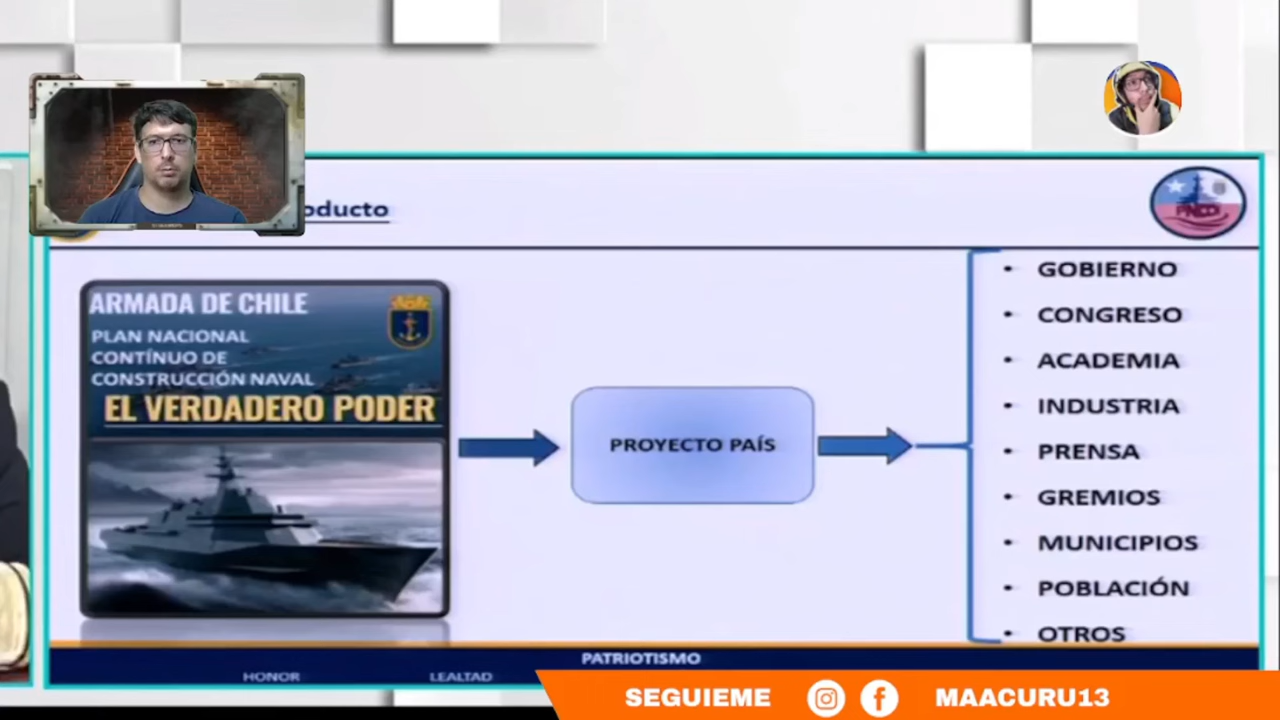 oducto
ARMADA DE CHILE
PLAN NACIONAL
CONTÍNUO DE
CONSTRUCCIÓN NAVAL
EL VERDADERO PODER
PROYECTO PAÍS
• GOBIERNO
• CONGRESO
• ACADEMIA
• INDUSTRIA
• PRENSA
• GREMIOS
• MUNICIPIOS
• POBLACIÓN
• OTROS
PATRIOTISMO
HONOR LEALTAD
SEGUIEME MAACURU13